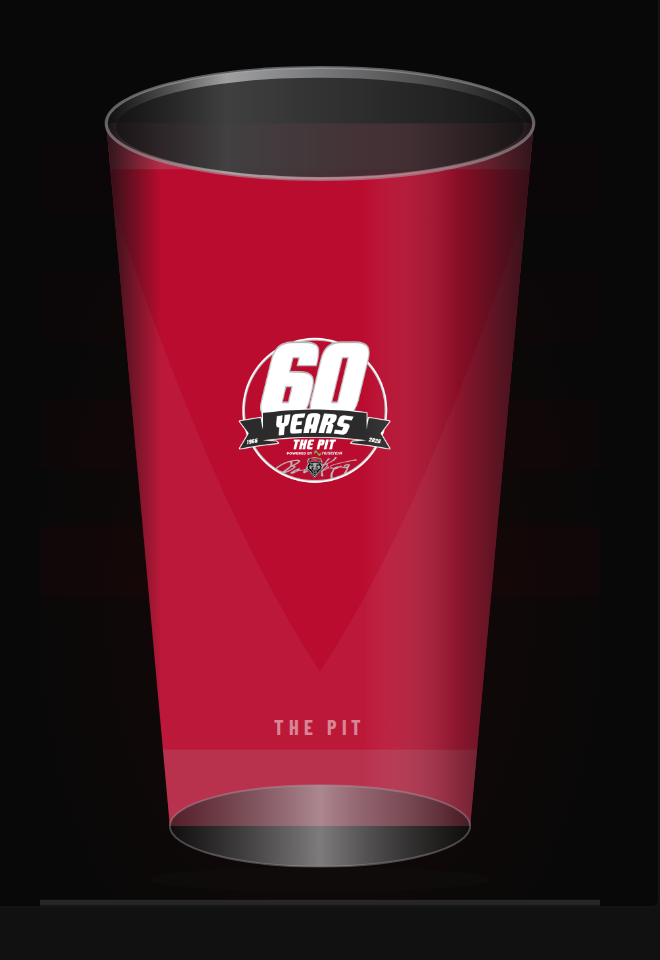 60
YEARS
1966 2026
THE PIT
POWERED BY
THE PIT